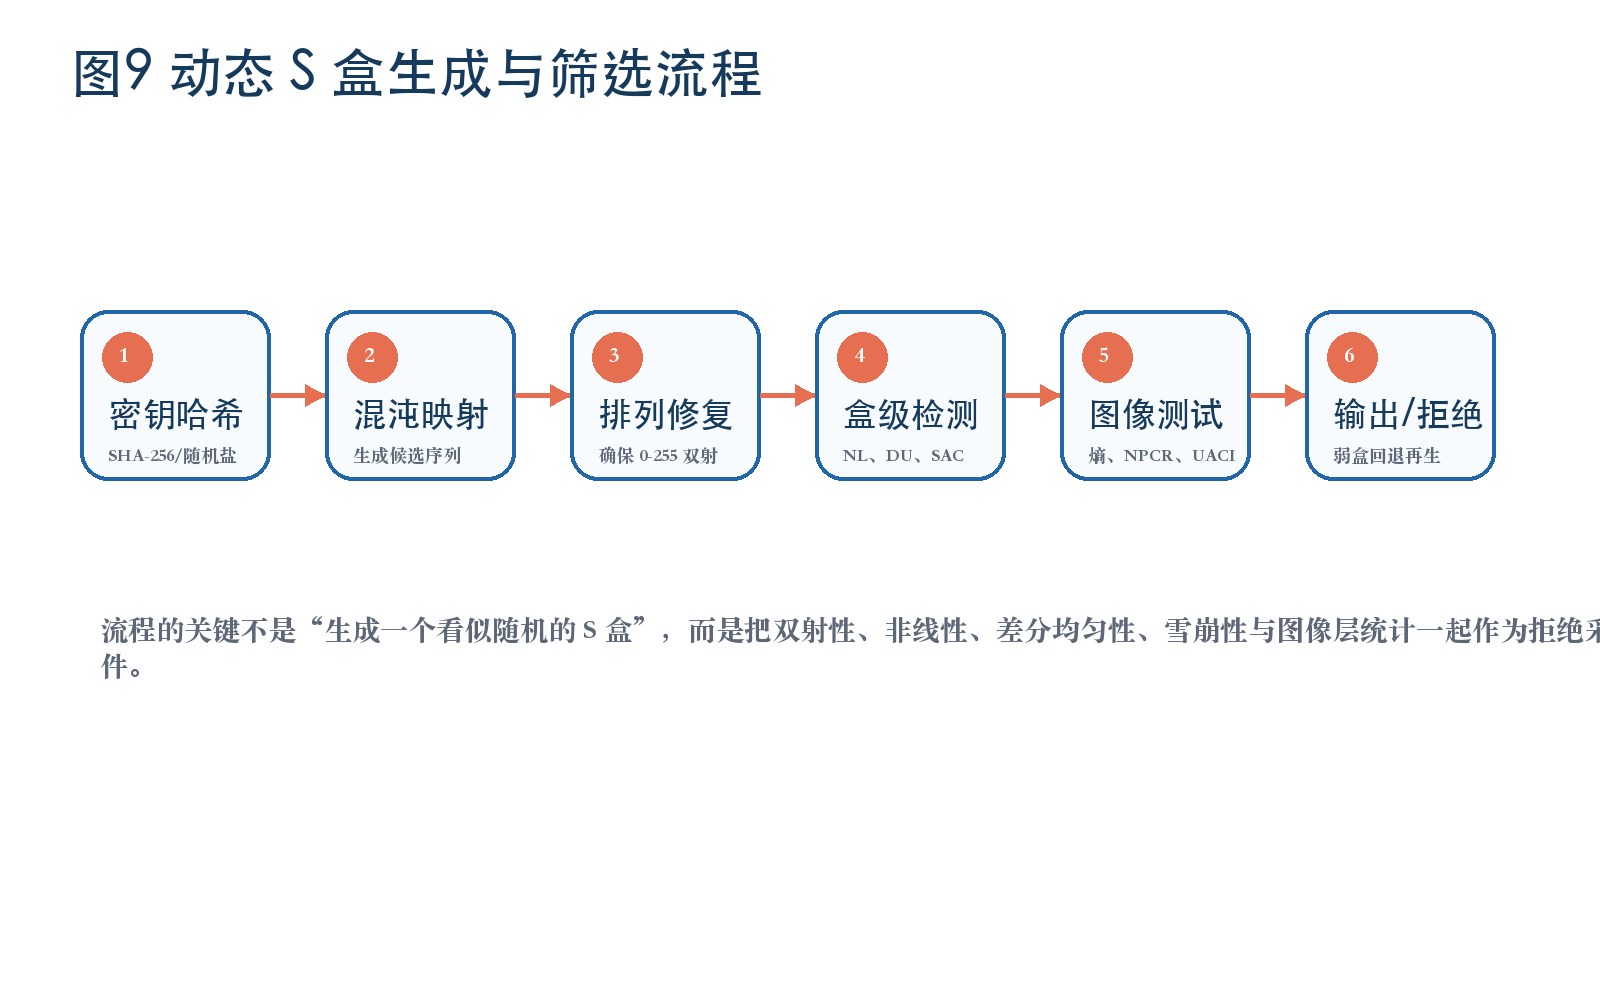 图9 动态 S 盒生成与筛选流程
1
密钥哈希
SHA-256/随机盐
2
混沌映射
生成候选序列
3
排列修复
确保 0-255 双射
4
盒级检测
NL、DU、SAC
5
图像测试
熵、NPCR、UACI
6
输出/拒绝
弱盒回退再生
流程的关键不是“生成一个看似随机的 S 盒”，而是把双射性、非线性、差分均匀性、雪崩性与图像层统计一起作为拒绝
件。